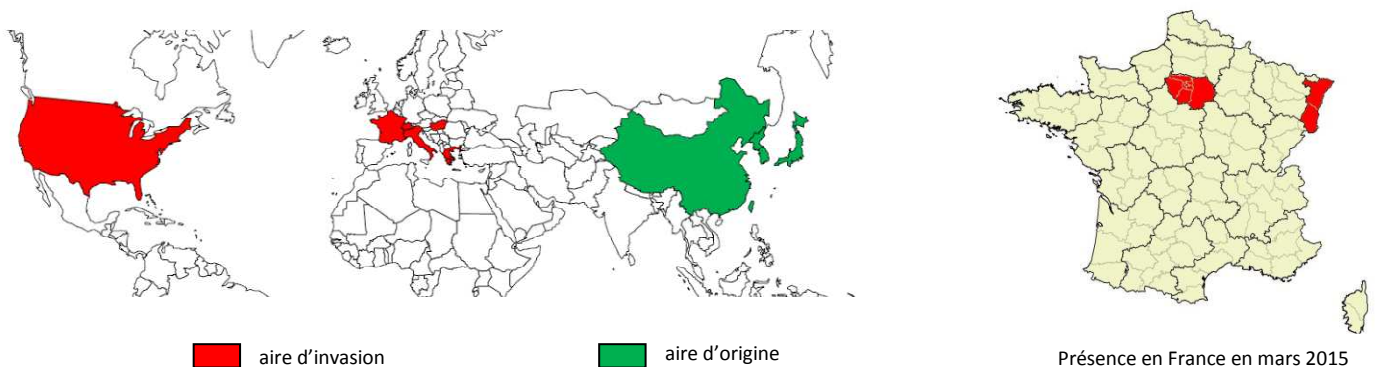 aire d'invasion
aire d'origine
Présence en France en mars 2015